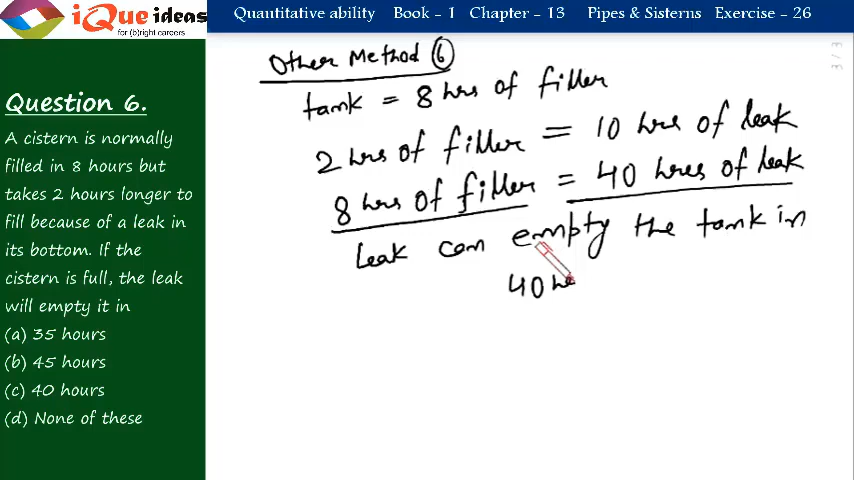 iQue ideas
for (b)right careers
Quantitative ability Book - 1 Chapter - 13 Pipes & Sisterns Exercise - 26
Question 6.
A cistern is normally
filled in 8 hours but
takes 2 hours longer to
fill because of a leak in
its bottom. If the
cistern is full, the leak
will empty it in
(a) 35 hours
(b) 45 hours
(c) 40 hours
(d) None of these
Other Method 6
tank = 8 hrs of filler
2 hrs of filler = 10 hrs of leak
8 hrs of filler = 40 hres of leak
leak can empty the tank in
40